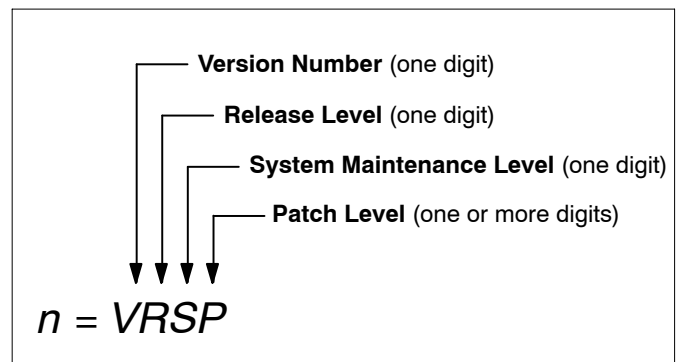 Version Number (one digit)
Release Level (one digit)
System Maintenance Level (one digit)
Patch Level (one or more digits)
n = VRSP